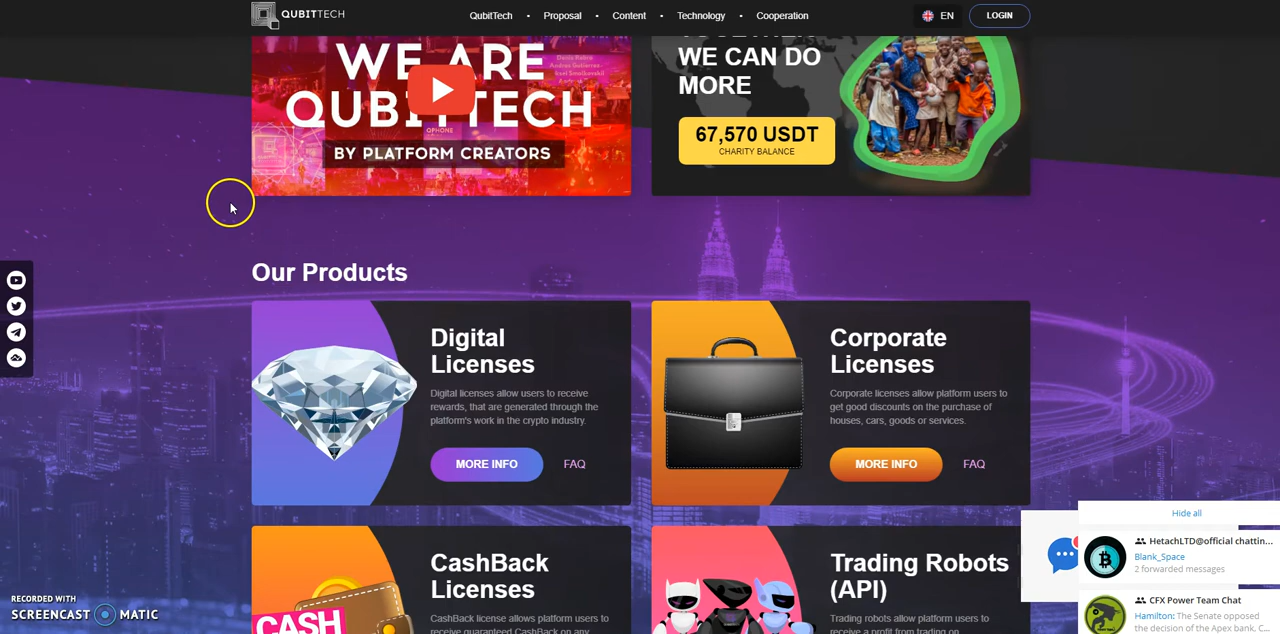 QUBITTECH
QubitTech • Proposal • Content • Technology • Cooperation
EN
LOGIN
WE ARE
QUBITTECH
QPHONE
BY PLATFORM CREATORS
WE CAN DO
MORE
67,570 USDT
CHARITY BALANCE
Our Products
Digital
Licenses
Digital licenses allow users to receive
rewards, that are generated through the
platform's work in the crypto industry.
MORE INFO
FAQ
Corporate
Licenses
Corporate licenses allow platform users to
get good discounts on the purchase of
houses, cars, goods or services.
MORE INFO
FAQ
CashBack
Licenses
CashBack license allows platform users to
CASH
Trading Robots
(API)
Trading robots allow platform users to
Hide all
HetachLTD@official chattin...
Blank_Space
2 forwarded messages
CFX Power Team Chat
Hamilton: The Senate opposed
the decision of the Apex bank, C...
RECORDED WITH
SCREENCAST MATIC